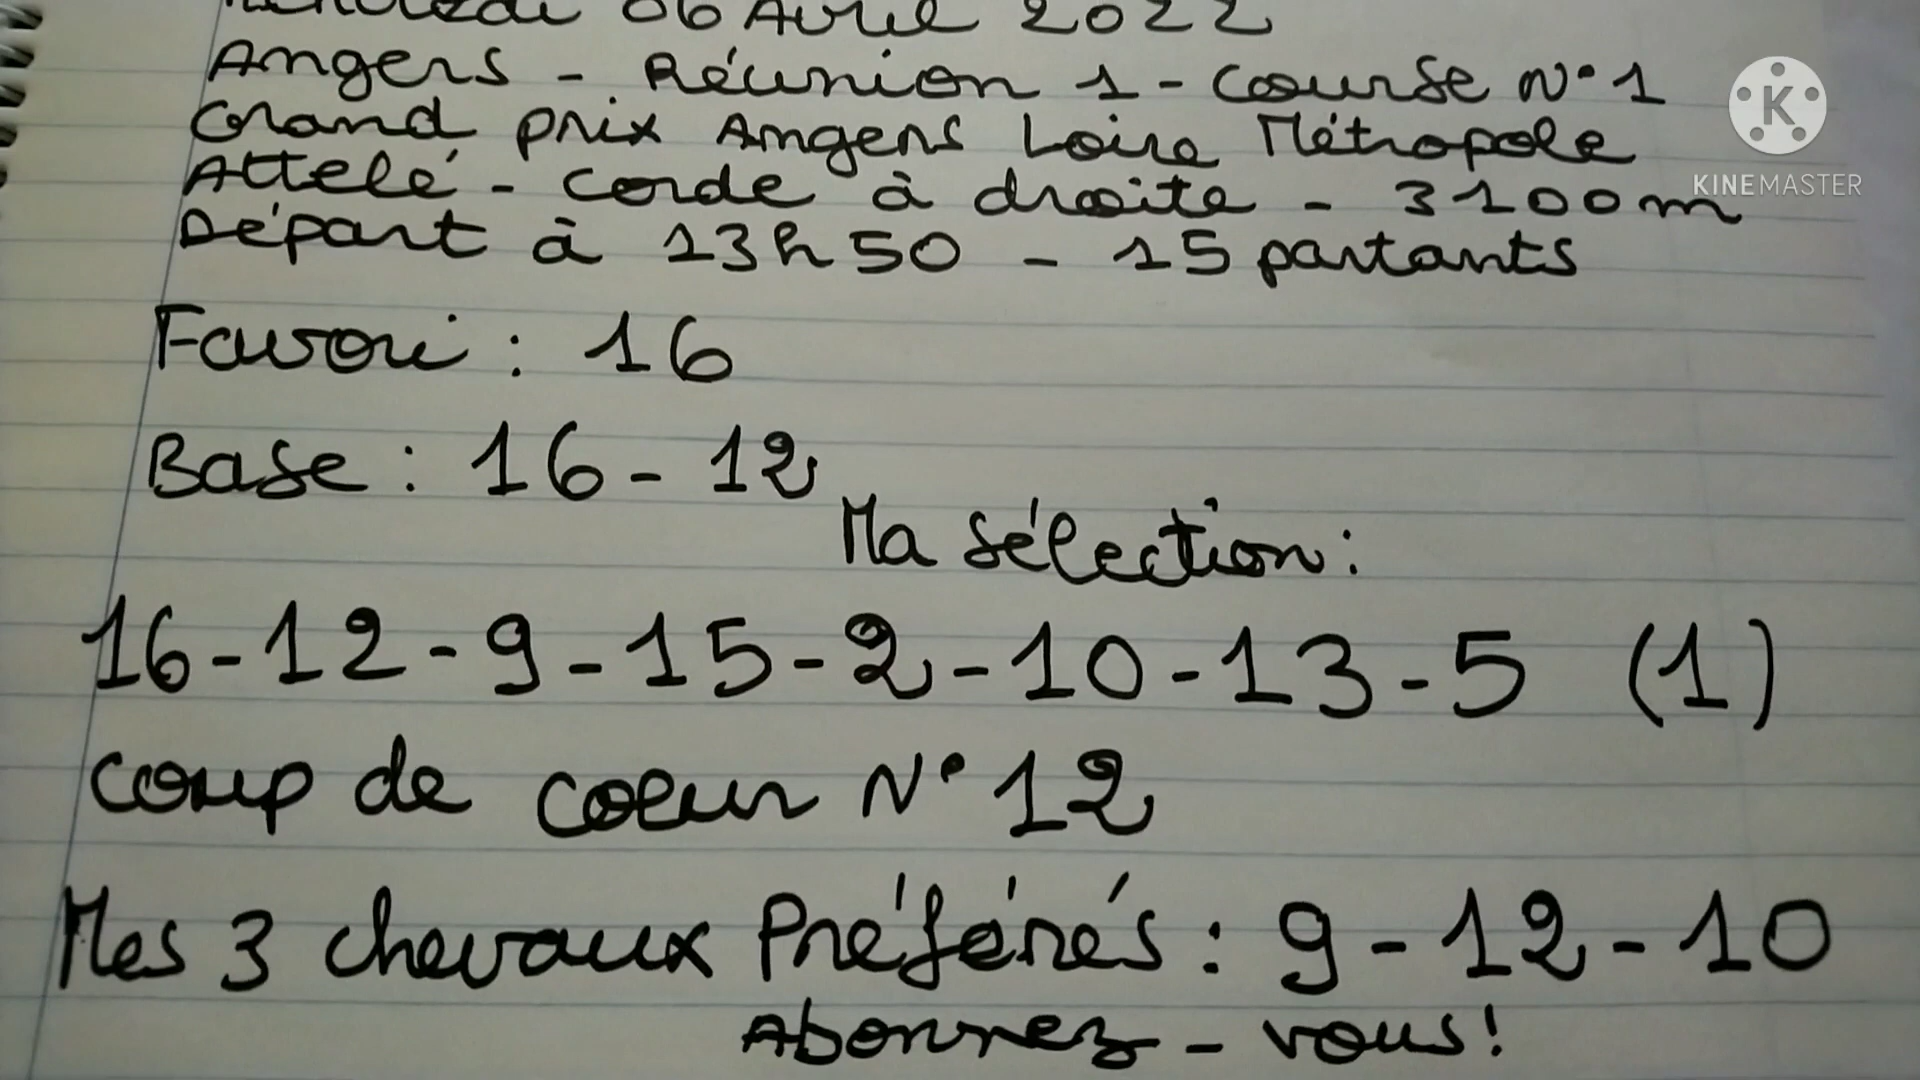 Mercredi 06 Avril 2022
Angers - Réunion 1 - Course N°1
Grand prix Angers Loire Métropole
Attelé - Corde à droite - 3100m
Départ à 13h50 - 15 partants
Favori : 16
Base : 16 - 12
Ma sélection :
16-12-9-15-2-10-13-5 (1)
Coup de coeur N° 12
Mes 3 chevaux Préférés : 9-12-10
Abonnez-vous!
K
KINEMASTER